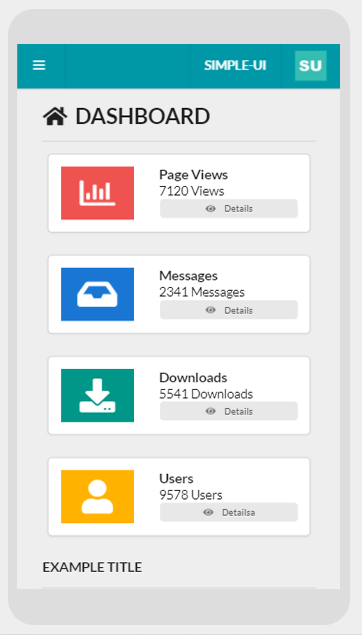 SIMPLE-UI SU
DASHBOARD
Page Views
7120 Views
Details
Messages
2341 Messages
Details
Downloads
5541 Downloads
Details
Users
9578 Users
Detailsa
EXAMPLE TITLE